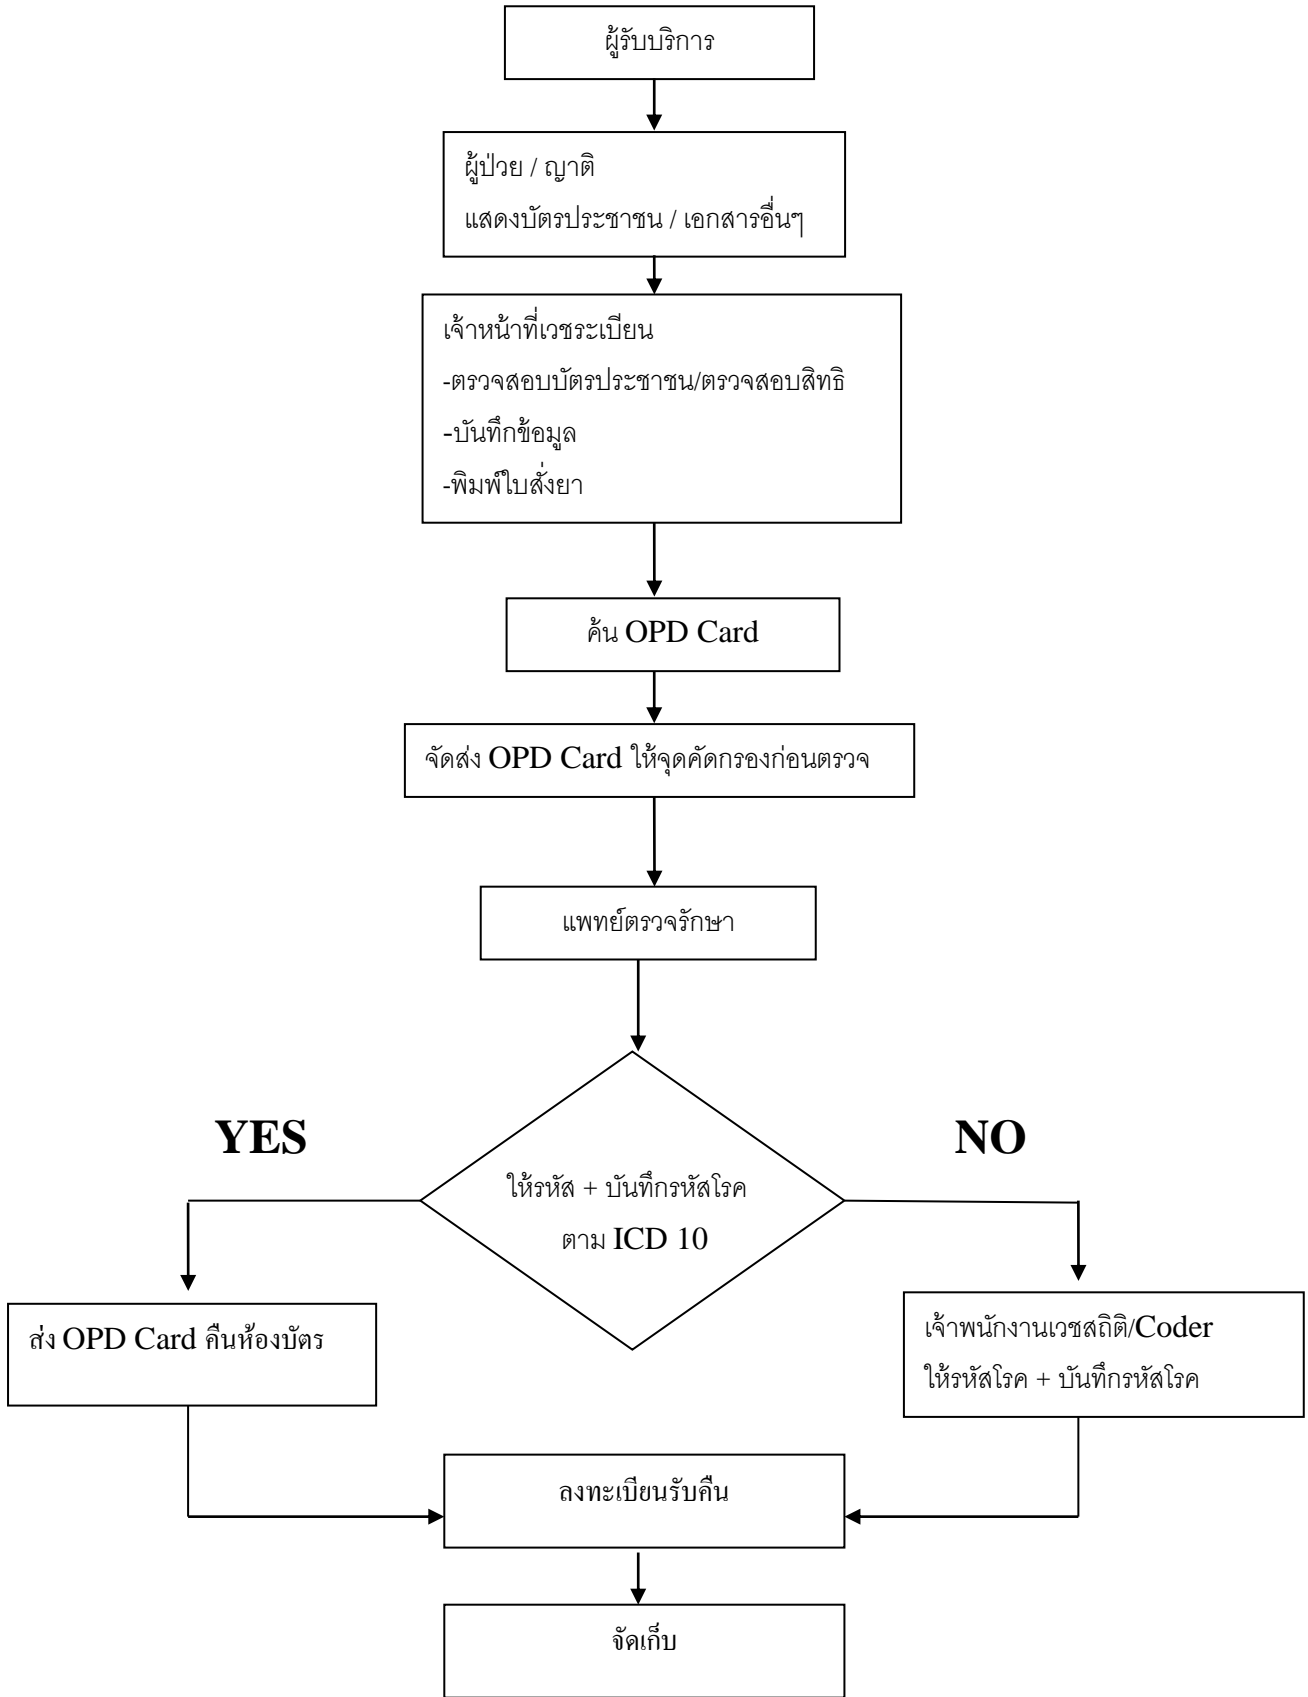 ผู้รับบริการ
ผู้ป่วย / ญาติ
แสดงบัตรประชาชน / เอกสารอื่นๆ
เจ้าหน้าที่เวชระเบียน
-ตรวจสอบบัตรประชาชน/ตรวจสอบสิทธิ
-บันทึกข้อมูล
-พิมพ์ใบสั่งยา
ค้น OPD Card
จัดส่ง OPD Card ให้จุดคัดกรองก่อนตรวจ
แพทย์ตรวจรักษา
YES
NO
ให้รหัส + บันทึกรหัสโรค
ตาม ICD 10
ส่ง OPD Card คืนห้องบัตร
เจ้าพนักงานเวชสถิติ/Coder
ให้รหัสโรค + บันทึกรหัสโรค
ลงทะเบียนรับคืน
จัดเก็บ